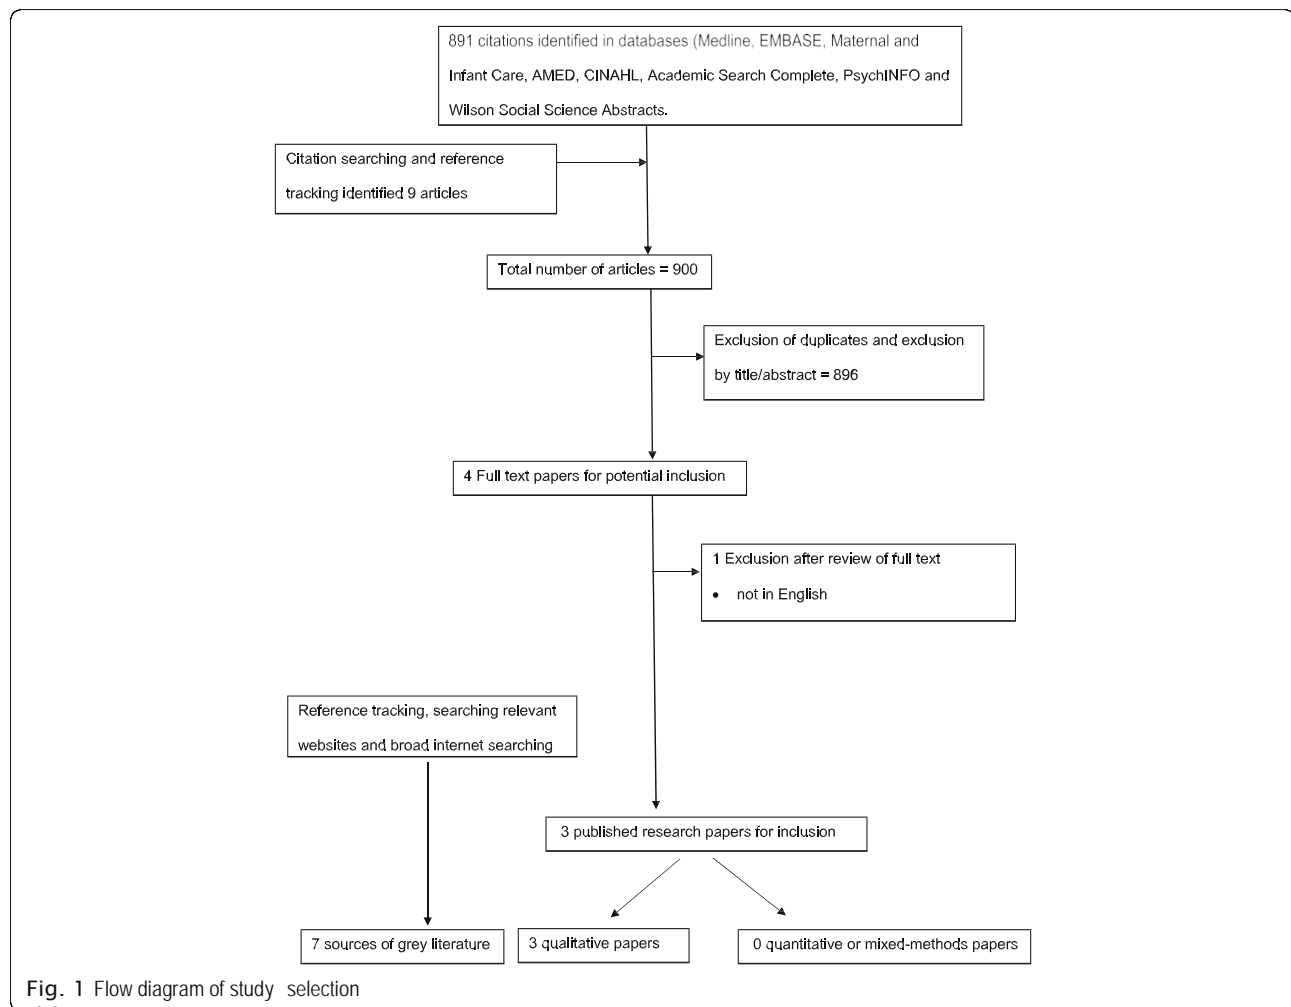 891 citations identified in databases (Medline, EMBASE, Maternal and
Infant Care, AMED, CINAHL, Academic Search Complete, PsychINFO and
Wilson Social Science Abstracts.
Citation searching and reference
tracking identified 9 articles
Total number of articles = 900
Exclusion of duplicates and exclusion
by title/abstract = 896
4 Full text papers for potential inclusion
1 Exclusion after review of full text
• not in English
Reference tracking, searching relevant
websites and broad internet searching
3 published research papers for inclusion
7 sources of grey literature
3 qualitative papers
0 quantitative or mixed-methods papers
Fig. 1 Flow diagram of study selection